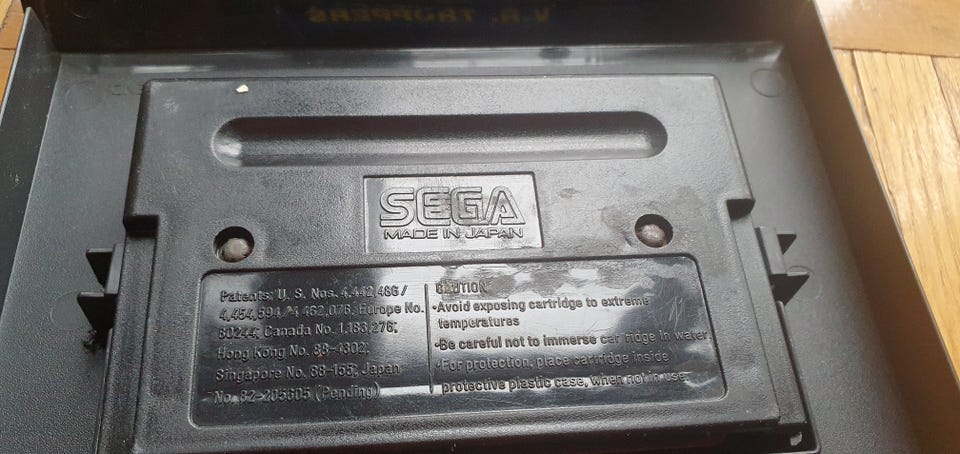 V.R. TROOPERS
SEGA
MADE IN JAPAN
Patents: U. S. Nos. 4,442,486/
4,454,594/4 462,076; Europe No.
80244; Canada No. 1,183,276;
Hong Kong No. 88-4302;
Singapore No. 88-155; Japan
No. 82-205605 (Pending)
CAUTION
•Avoid exposing cartridge to extreme
temperatures
•Be careful not to immerse car ridge in water
•For protection, place cartridge inside
protective plastic case, when not in use